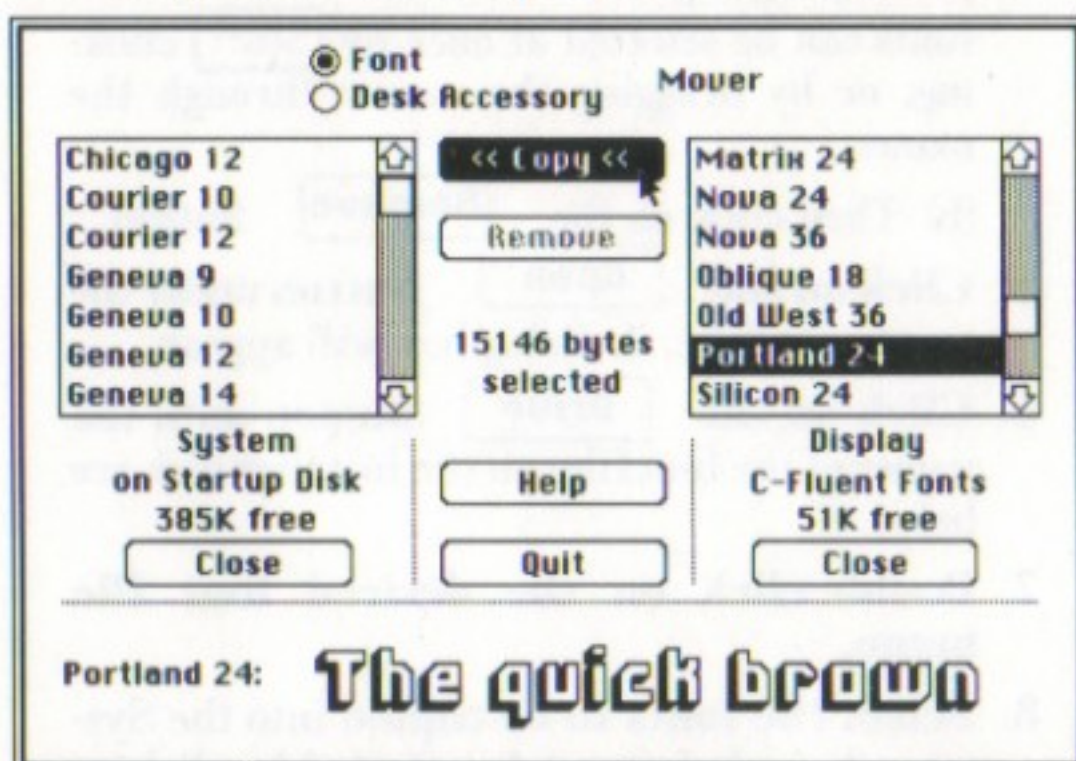 Font
Desk Accessory
Mover
Chicago 12
Courier 10
Courier 12
Geneva 9
Geneva 10
Geneva 12
Geneva 14
<< Copy <<
Remove
15146 bytes
selected
Matrix 24
Nova 24
Nova 36
Oblique 18
Old West 36
Portland 24
Silicon 24
System
on Startup Disk
385K free
Close
Help
Quit
Display
C-Fluent Fonts
51K free
Close
Portland 24:
The quick brown